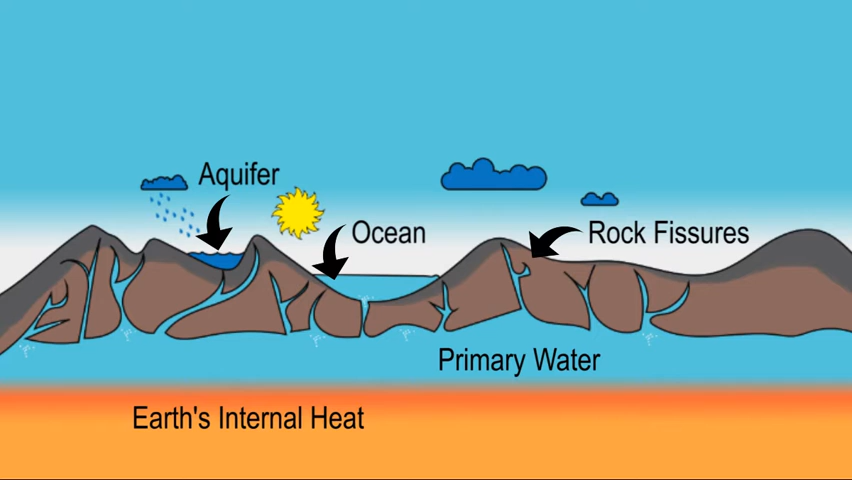 Aquifer
Ocean
Rock Fissures
Primary Water
Earth's Internal Heat